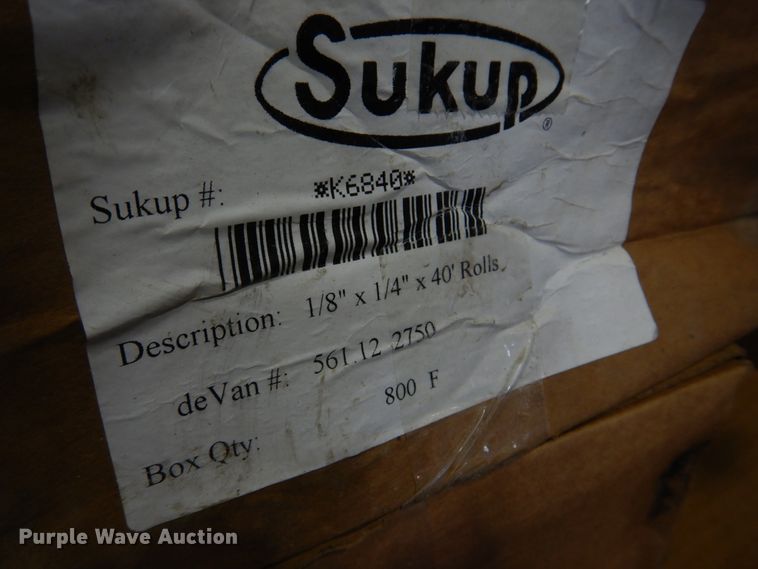 Sukup®
Sukup #: *K6840*
Description: 1/8" x 1/4" x 40' Rolls
deVan #: 561.12 .2750
Box Qty: 800 F
Purple Wave Auction